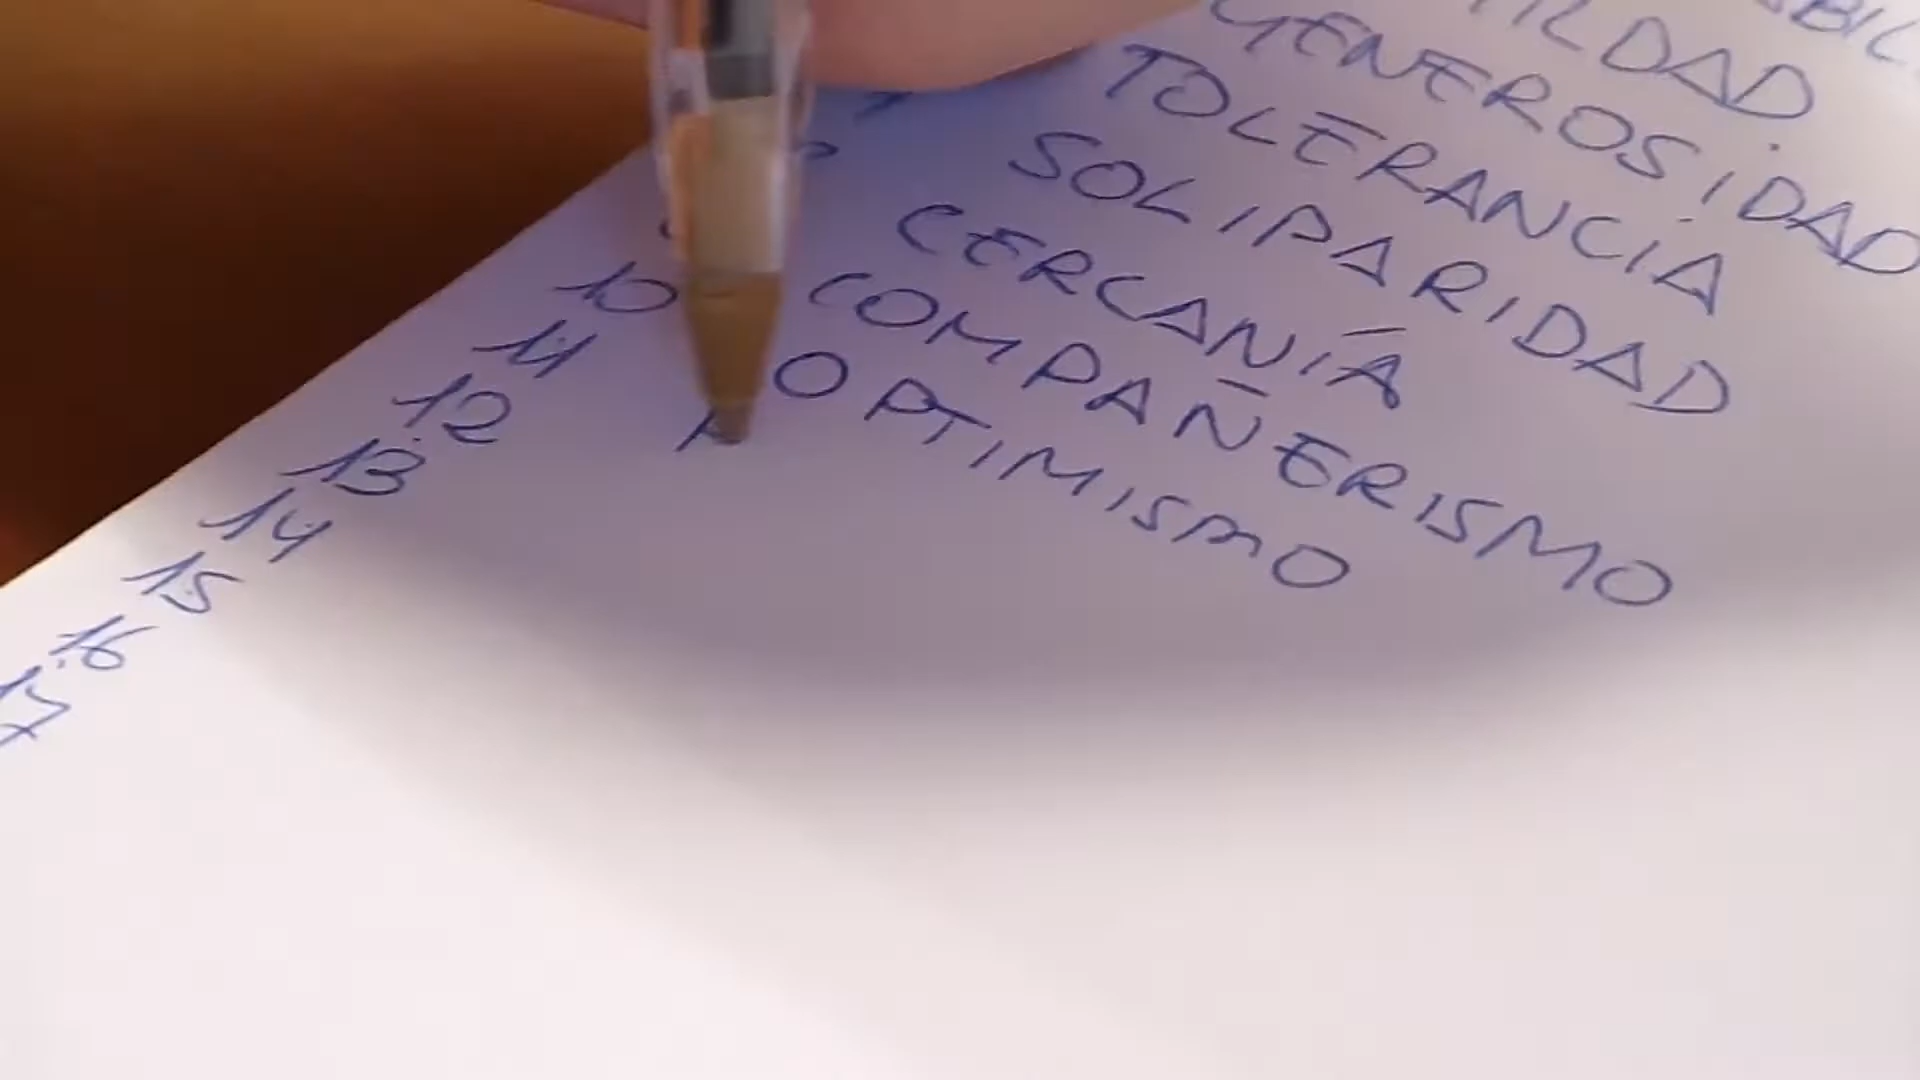 GENEROSIDAD
TOLERANCIA
SOLIDARIDAD
CERCANÍA
COMPAÑERISMO
10 OPTIMISMO
11
12
13
14
15
16
17